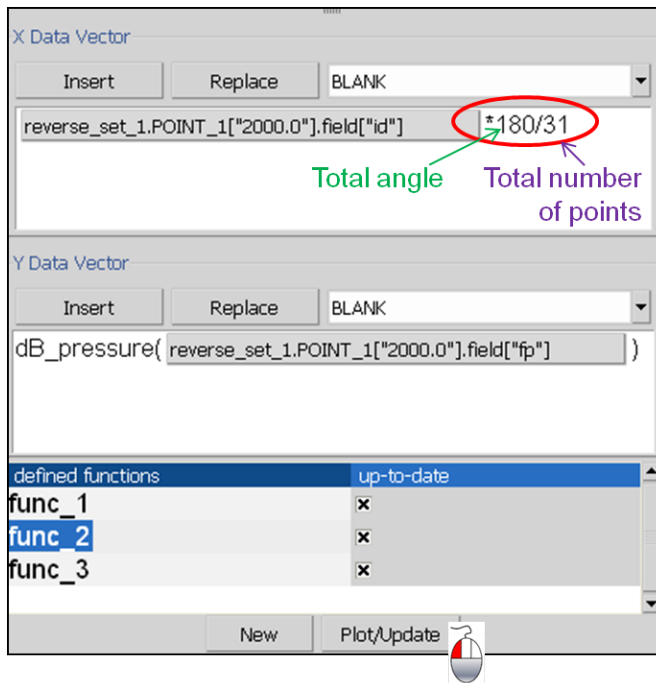 X Data Vector
Insert Replace BLANK
reverse_set_1.POINT_1["2000.0"].field["id"] *180/31
Total angle Total number
of points
Y Data Vector
Insert Replace BLANK
dB_pressure( reverse_set_1.POINT_1["2000.0"].field["fp"] )
defined functions up-to-date
func_1
func_2
func_3
New Plot/Update